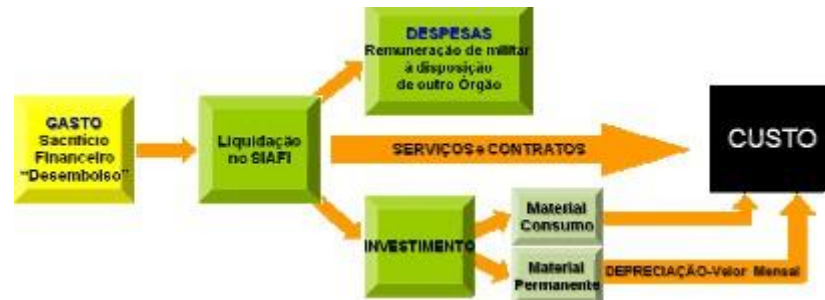 GASTO
Sacrifício
Financeiro
"Desembolso"
Liquidação
no SIAFI
DESPESAS
Remuneração de militar
à disposição
de outro Órgão
SERVIÇOS e CONTRATOS
CUSTO
INVESTIMENTO
Material
Consumo
Material
Permanente
DEPRECIAÇÃO-Valor Mensal